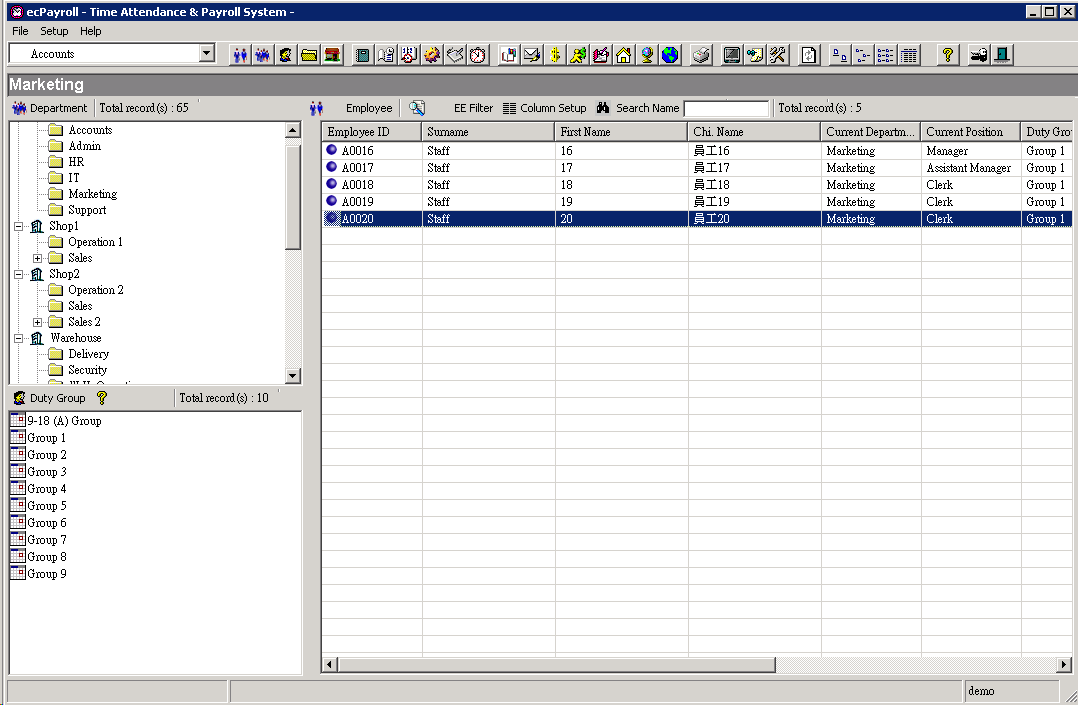 ecPayroll - Time Attendance & Payroll System -
File Setup Help
Accounts
Marketing
Department Total record(s) : 65
Employee EE Filter Column Setup Search Name Total record(s) : 5
Accounts
Admin
HR
IT
Marketing
Support
Shop1
Operation 1
Sales
Shop2
Operation 2
Sales
Sales 2
Warehouse
Delivery
Security
Duty Group Total record(s) : 10
9-18 (A) Group
Group 1
Group 2
Group 3
Group 4
Group 5
Group 6
Group 7
Group 8
Group 9
Employee ID Surname First Name Chi. Name Current Departm... Current Position Duty Gro
A0016 Staff 16 員工16 Marketing Manager Group 1
A0017 Staff 17 員工17 Marketing Assistant Manager Group 1
A0018 Staff 18 員工18 Marketing Clerk Group 1
A0019 Staff 19 員工19 Marketing Clerk Group 1
A0020 Staff 20 員工20 Marketing Clerk Group 1
demo